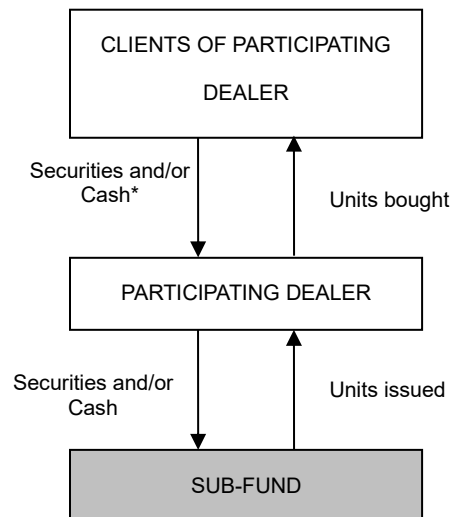 CLIENTS OF PARTICIPATING
DEALER
Securities and/or
Cash*
Units bought
PARTICIPATING DEALER
Securities and/or
Cash
Units issued
SUB-FUND